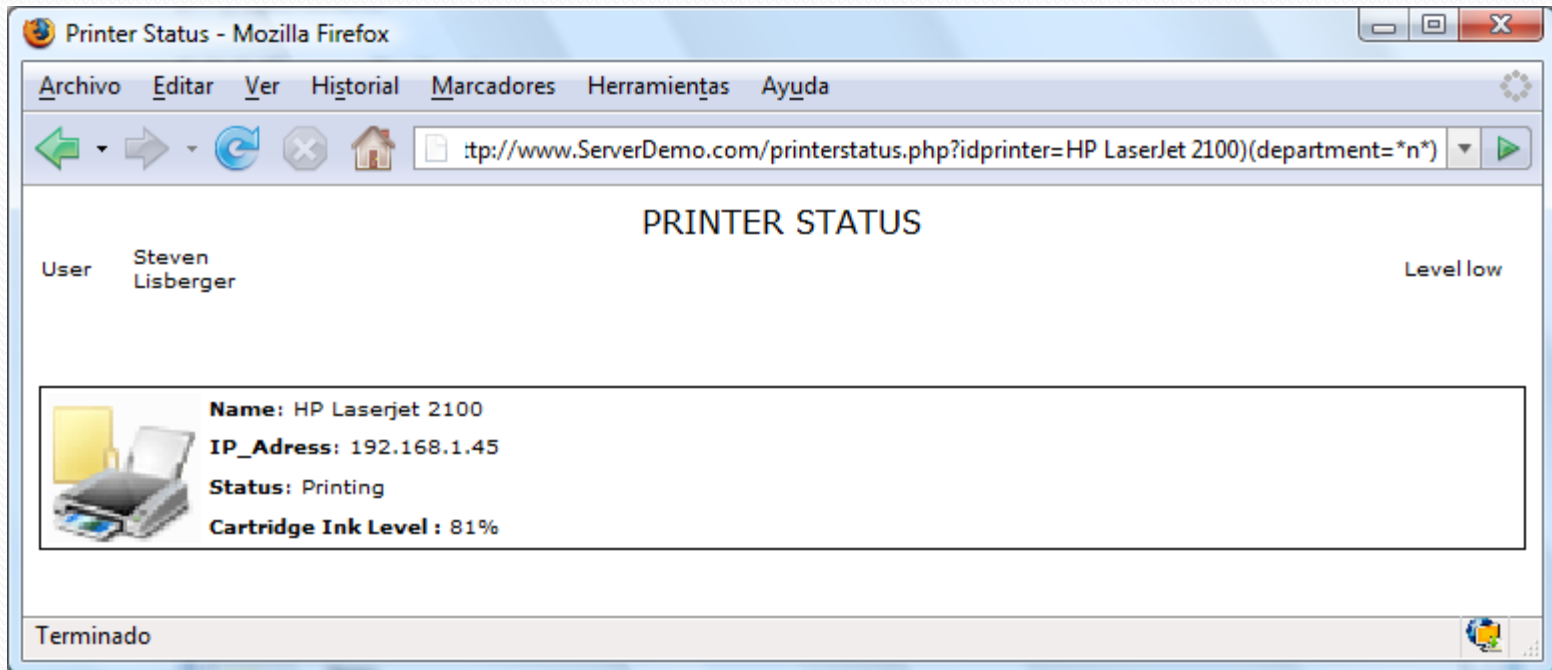 Printer Status - Mozilla Firefox
Archivo Editar Ver Historial Marcadores Herramientas Ayuda
ttp://www.ServerDemo.com/printerstatus.php?idprinter=HP LaserJet 2100)(department=*n*)
PRINTER STATUS
User Steven Lisberger Level low
Name: HP Laserjet 2100
IP_Adress: 192.168.1.45
Status: Printing
Cartridge Ink Level : 81%
Terminado